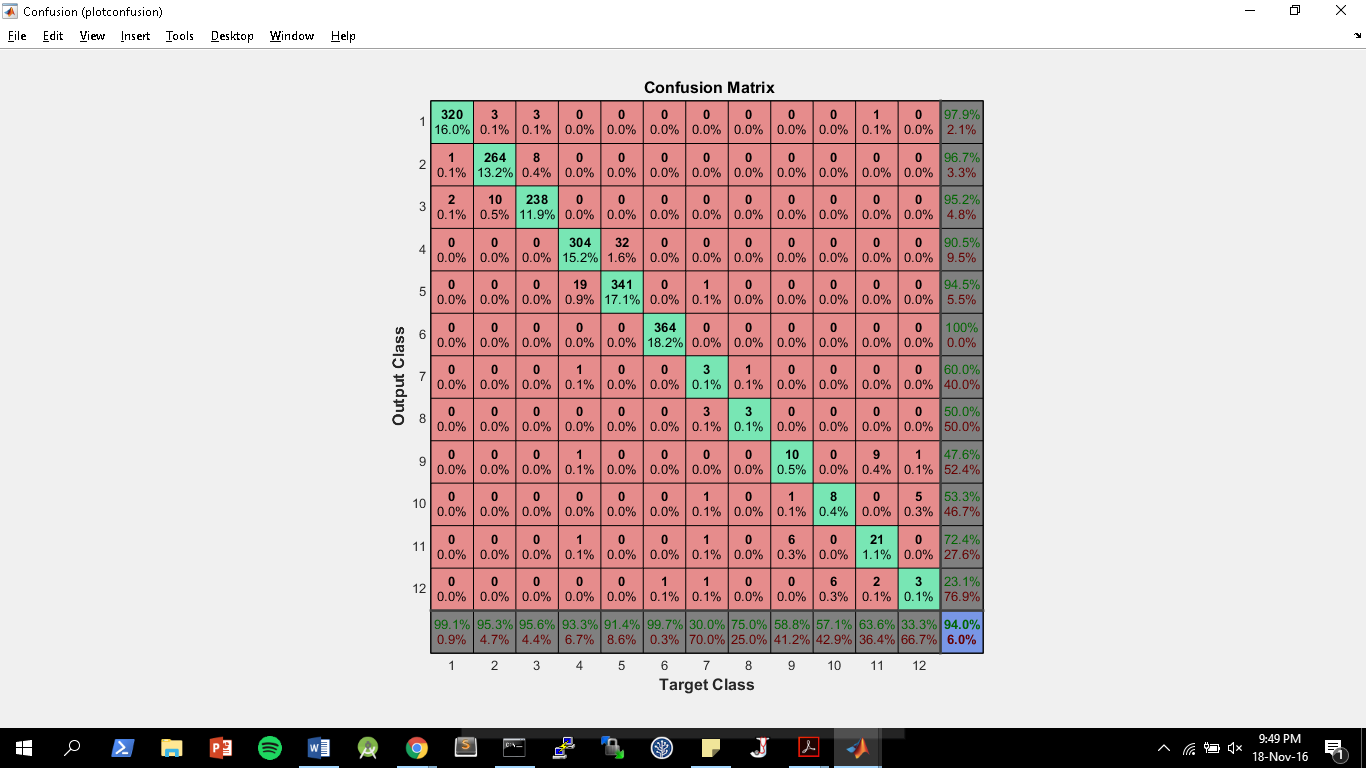 Confusion (plotconfusion)
File Edit View Insert Tools Desktop Window Help
Confusion Matrix
1 320 3 3 0 0 0 0 0 0 0 1 0 97.9%
16.0% 0.1% 0.1% 0.0% 0.0% 0.0% 0.0% 0.0% 0.0% 0.0% 0.1% 0.0% 2.1%
2 1 264 8 0 0 0 0 0 0 0 0 0 96.7%
0.1% 13.2% 0.4% 0.0% 0.0% 0.0% 0.0% 0.0% 0.0% 0.0% 0.0% 0.0% 3.3%
3 2 10 238 0 0 0 0 0 0 0 0 0 95.2%
0.1% 0.5% 11.9% 0.0% 0.0% 0.0% 0.0% 0.0% 0.0% 0.0% 0.0% 0.0% 4.8%
4 0 0 0 304 32 0 0 0 0 0 0 0 90.5%
0.0% 0.0% 0.0% 15.2% 1.6% 0.0% 0.0% 0.0% 0.0% 0.0% 0.0% 0.0% 9.5%
5 0 0 0 19 341 0 1 0 0 0 0 0 94.5%
0.0% 0.0% 0.0% 0.9% 17.1% 0.0% 0.1% 0.0% 0.0% 0.0% 0.0% 0.0% 5.5%
6 0 0 0 0 0 364 0 0 0 0 0 0 100%
0.0% 0.0% 0.0% 0.0% 0.0% 18.2% 0.0% 0.0% 0.0% 0.0% 0.0% 0.0% 0.0%
7 0 0 0 1 0 0 3 1 0 0 0 0 60.0%
0.0% 0.0% 0.0% 0.1% 0.0% 0.0% 0.1% 0.1% 0.0% 0.0% 0.0% 0.0% 40.0%
8 0 0 0 0 0 0 3 3 0 0 0 0 50.0%
0.0% 0.0% 0.0% 0.0% 0.0% 0.0% 0.1% 0.1% 0.0% 0.0% 0.0% 0.0% 50.0%
9 0 0 0 1 0 0 0 0 10 0 9 1 47.6%
0.0% 0.0% 0.0% 0.1% 0.0% 0.0% 0.0% 0.0% 0.5% 0.0% 0.4% 0.1% 52.4%
10 0 0 0 0 0 0 1 0 1 8 0 5 53.3%
0.0% 0.0% 0.0% 0.0% 0.0% 0.0% 0.1% 0.0% 0.1% 0.4% 0.0% 0.3% 46.7%
11 0 0 0 1 0 0 1 0 6 0 21 0 72.4%
0.0% 0.0% 0.0% 0.1% 0.0% 0.0% 0.1% 0.0% 0.3% 0.0% 1.1% 0.0% 27.6%
12 0 0 0 0 0 1 1 0 0 6 2 3 23.1%
0.0% 0.0% 0.0% 0.0% 0.0% 0.1% 0.1% 0.0% 0.0% 0.3% 0.1% 0.1% 76.9%
99.1% 95.3% 95.6% 93.3% 91.4% 99.7% 30.0% 75.0% 58.8% 57.1% 63.6% 33.3% 94.0%
0.9% 4.7% 4.4% 6.7% 8.6% 0.3% 70.0% 25.0% 41.2% 42.9% 36.4% 66.7% 6.0%
1 2 3 4 5 6 7 8 9 10 11 12
Output Class
Target Class
9:49 PM
18-Nov-16
1